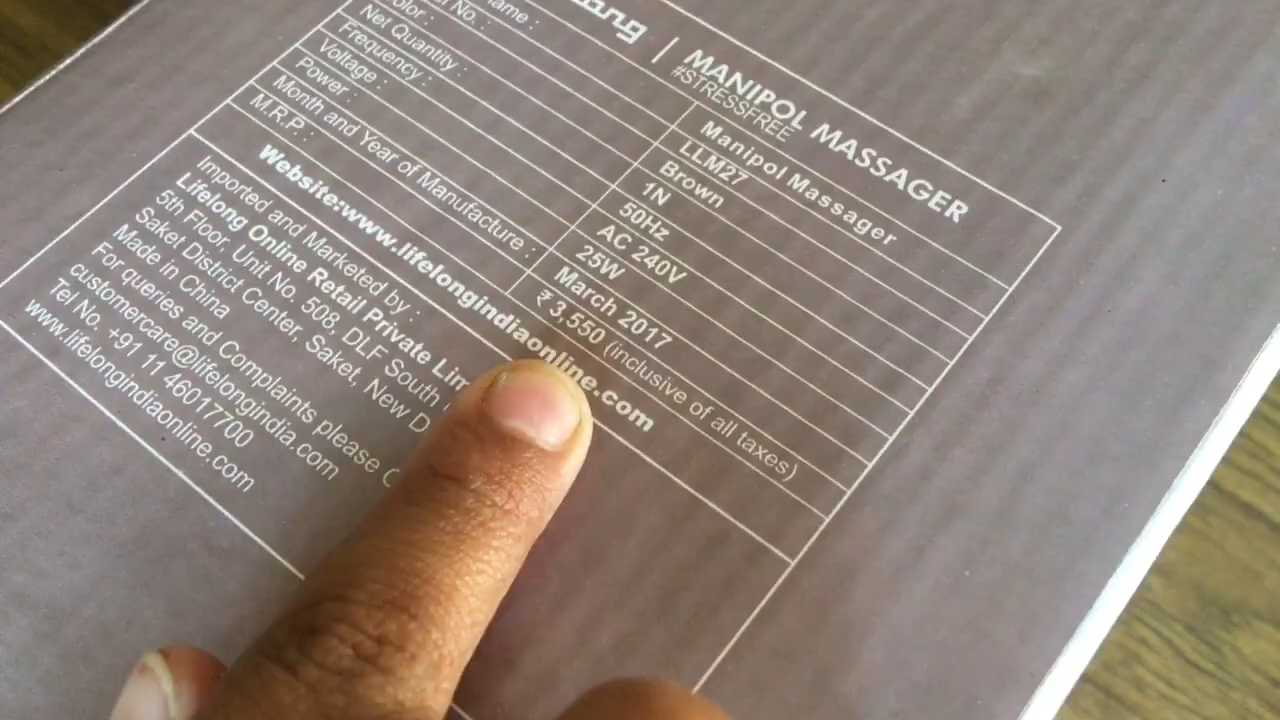 MANIPOL MASSAGER
#STRESSFREE
Manipol Massager
LLM27
Brown
Net Quantity : 1N
Frequency : 50Hz
Voltage : AC 240V
Power : 25W
Month and Year of Manufacture : March 2017
M.R.P : ₹ 3,550 (inclusive of all taxes)
Website:www.lifelongindiaonline.com
Imported and Marketed by :
Lifelong Online Retail Private
5th Floor, Unit No. 508, DLF South
Saket District Center, Saket, New
Made in China
For queries and Complaints please
customercare@lifelongindia.com
Tel No. +91 11 46017700
www.lifelongindiaonline.com